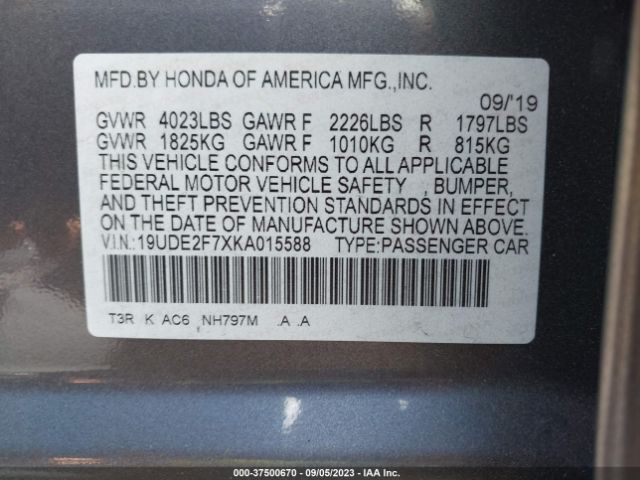 MFD.BY HONDA OF AMERICA MFG.,INC.
09/'19
GVWR 4023LBS GAWR F 2226LBS R 1797LBS
GVWR 1825KG GAWR F 1010KG R 815KG
THIS VEHICLE CONFORMS TO ALL APPLICABLE
FEDERAL MOTOR VEHICLE SAFETY , BUMPER,
AND THEFT PREVENTION STANDARDS IN EFFECT
ON THE DATE OF MANUFACTURE SHOWN ABOVE.
V.I.N.:19UDE2F7XKA015588 TYPE:PASSENGER CAR
T3R K AC6 NH797M .A .A
000-37500670 - 09/05/2023 - IAA Inc.